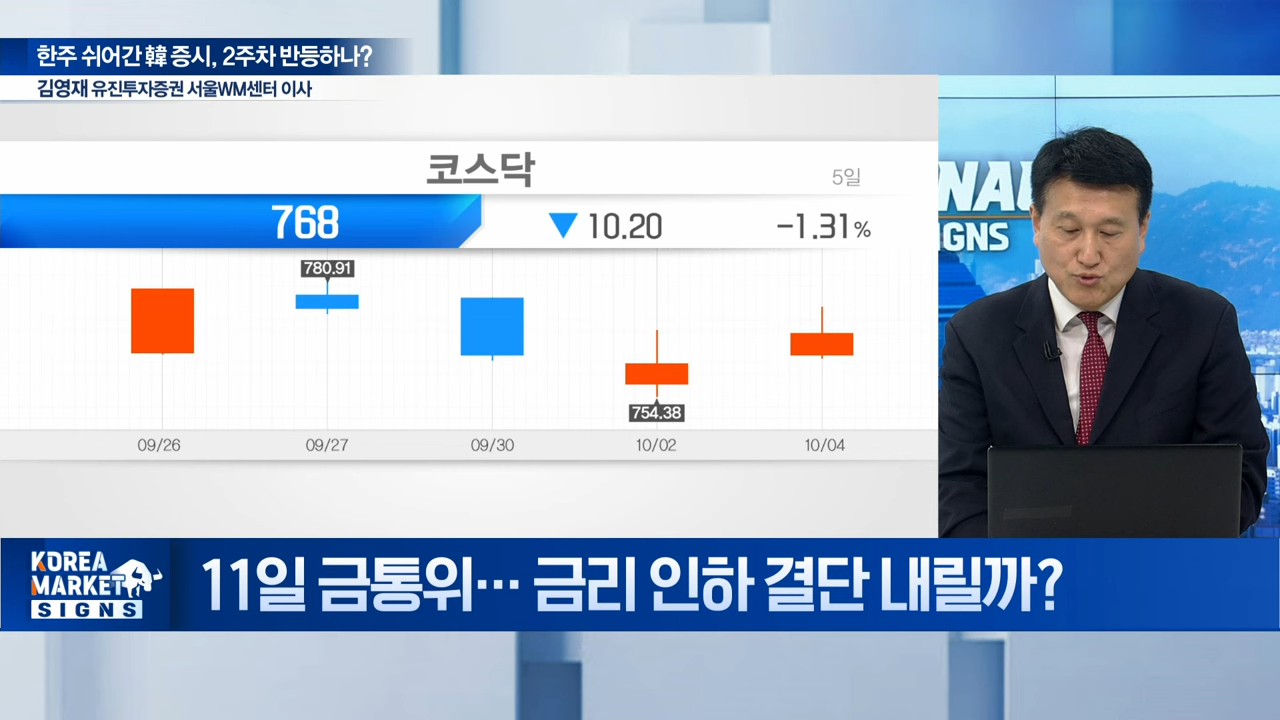 한주 쉬어간 韓 증시, 2주차 반등하나?
김영재 유진투자증권 서울WM센터 이사
코스닥
5일
768 ▼ 10.20 -1.31%
780.91
754.38
09/26 09/27 09/30 10/02 10/04
GNS
KOREA
MARKET
SIGNS
11일 금통위… 금리 인하 결단 내릴까?